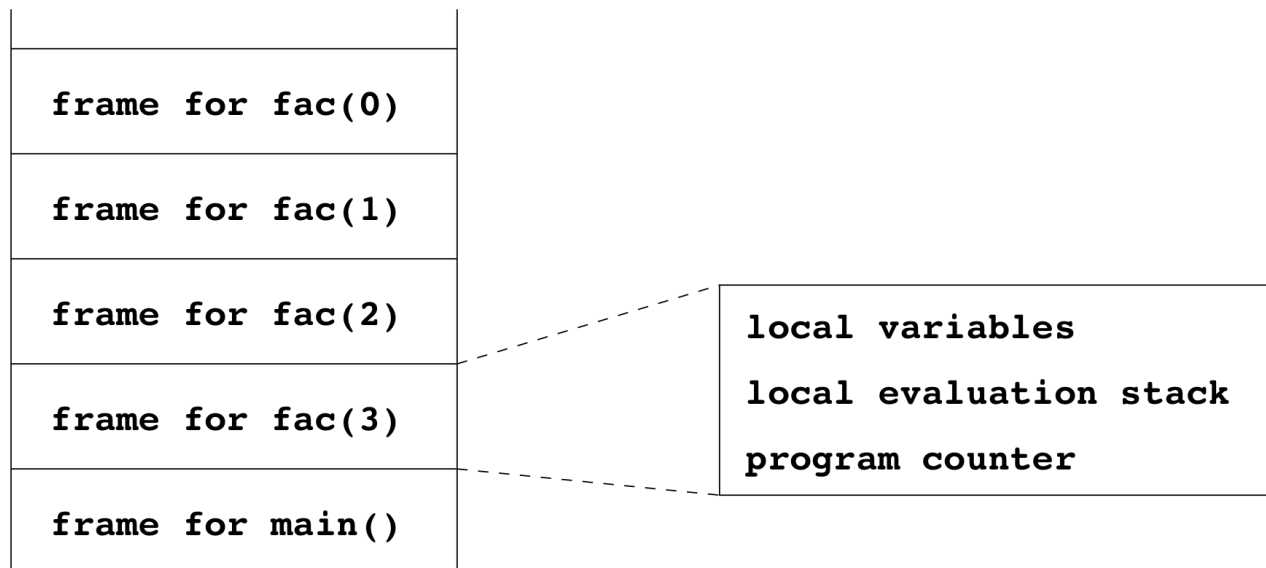 frame for fac(0)
frame for fac(1)
frame for fac(2)
frame for fac(3)
frame for main()
local variables
local evaluation stack
program counter